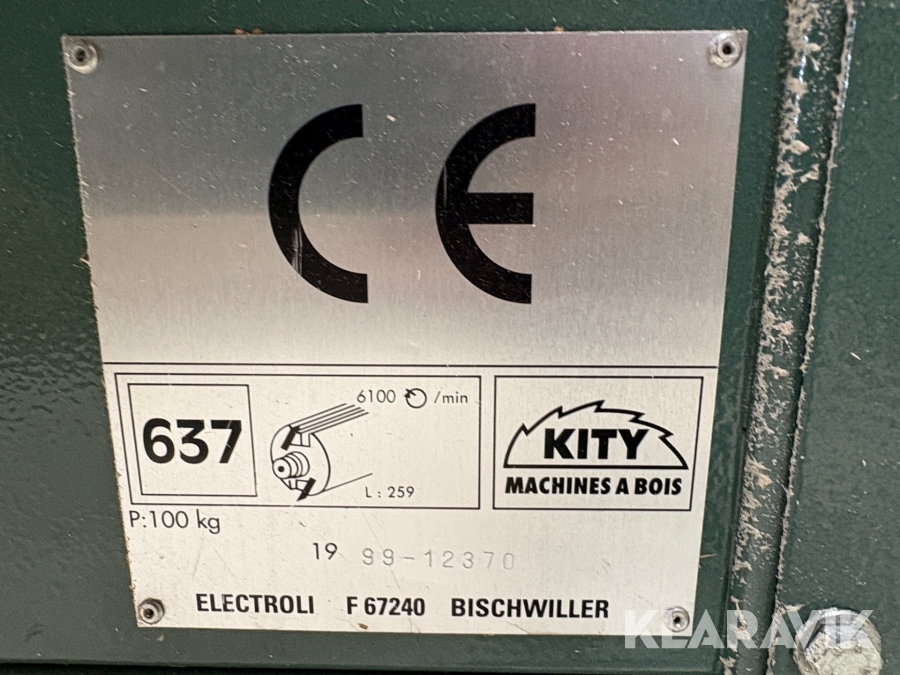 CE
637
6100 /min
L : 259
KITY
MACHINES A BOIS
P:100 kg
19 99-12370
ELECTROLI F 67240 BISCHWILLER
KLARAVIK